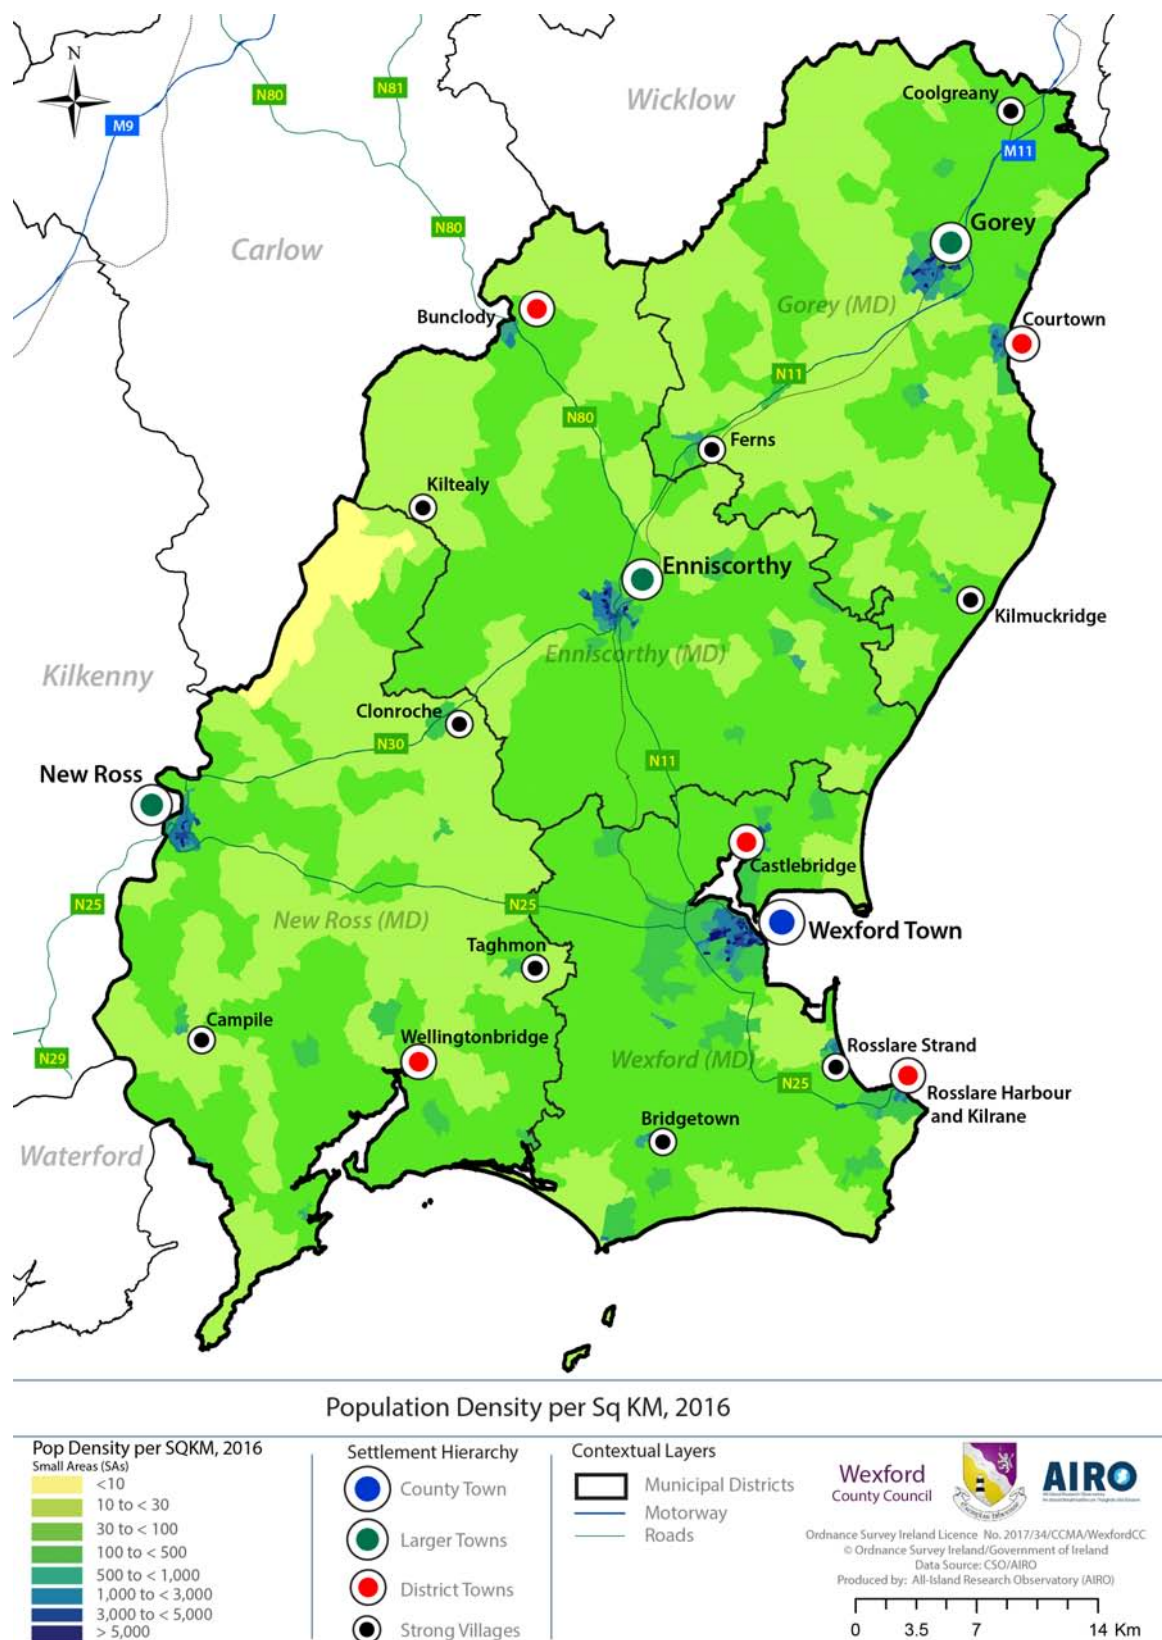 N
N80
N81
Wicklow
Coolgreany
M9
M11
Carlow
N80
Gorey
Gorey (MD)
Bunclody
Courtown
N11
N80
Ferns
Kiltealy
Enniscorthy
Kilmuckridge
Enniscorthy (MD)
Kilkenny
Clonroche
N30
N11
New Ross
Castlebridge
N25
N25
New Ross (MD)
Wexford Town
Taghmon
Campile
Wellingtonbridge
Rosslare Strand
N29
Wexford (MD)
N25
Rosslare Harbour
and Kilrane
Bridgetown
Waterford
Population Density per Sq KM, 2016
Pop Density per SQKM, 2016
Small Areas (SAs)
<10
10 to < 30
30 to < 100
100 to < 500
500 to < 1,000
1,000 to < 3,000
3,000 to < 5,000
> 5,000
Settlement Hierarchy
County Town
Larger Towns
District Towns
Strong Villages
Contextual Layers
Municipal Districts
Motorway
Roads
Wexford
County Council
AIRO
Ordnance Survey Ireland Licence No. 2017/34/CCMA/WexfordCC
© Ordnance Survey Ireland/Government of Ireland
Data Source: CSO/AIRO
Produced by: All-Island Research Observatory (AIRO)
0 3.5 7 14 Km